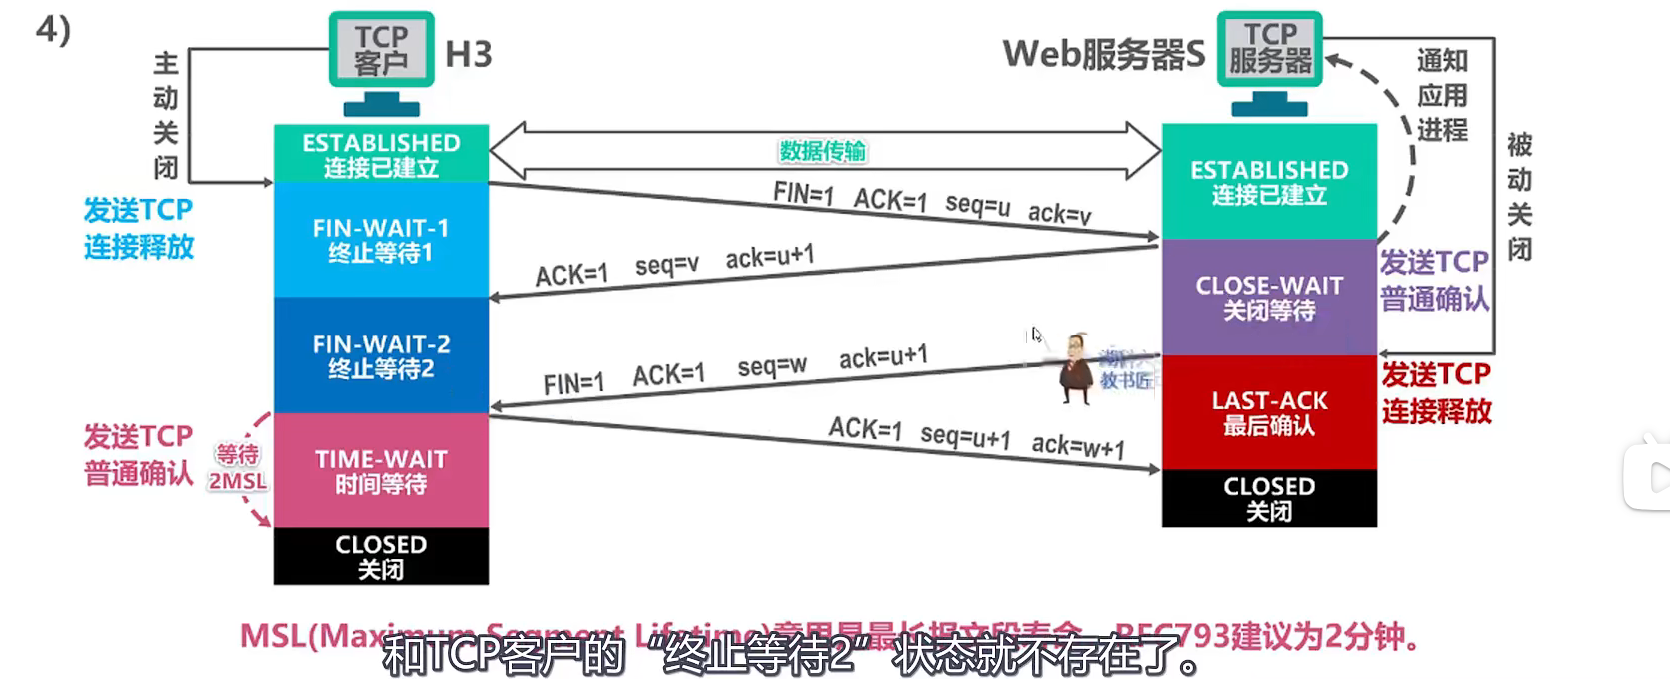 4)
TCP
客户
H3
Web服务器S
TCP
服务器
主动关闭
通知
应用
进程
被动关闭
ESTABLISHED
连接已建立
数据传输
ESTABLISHED
连接已建立
发送TCP
连接释放
FIN-WAIT-1
终止等待1
FIN=1 ACK=1 seq=u ack=v
ACK=1 seq=v ack=u+1
CLOSE-WAIT
关闭等待
发送TCP
普通确认
FIN-WAIT-2
终止等待2
FIN=1 ACK=1 seq=w ack=u+1
教书匠
LAST-ACK
最后确认
发送TCP
连接释放
发送TCP
普通确认
等待
2MSL
TIME-WAIT
时间等待
ACK=1 seq=u+1 ack=w+1
CLOSED
关闭
CLOSED
关闭
MSL(Maximum Segment Lifetime)意思是最长报文段寿命，RFC793建议为2分钟。
和TCP客户的“终止等待2”状态就不存在了。